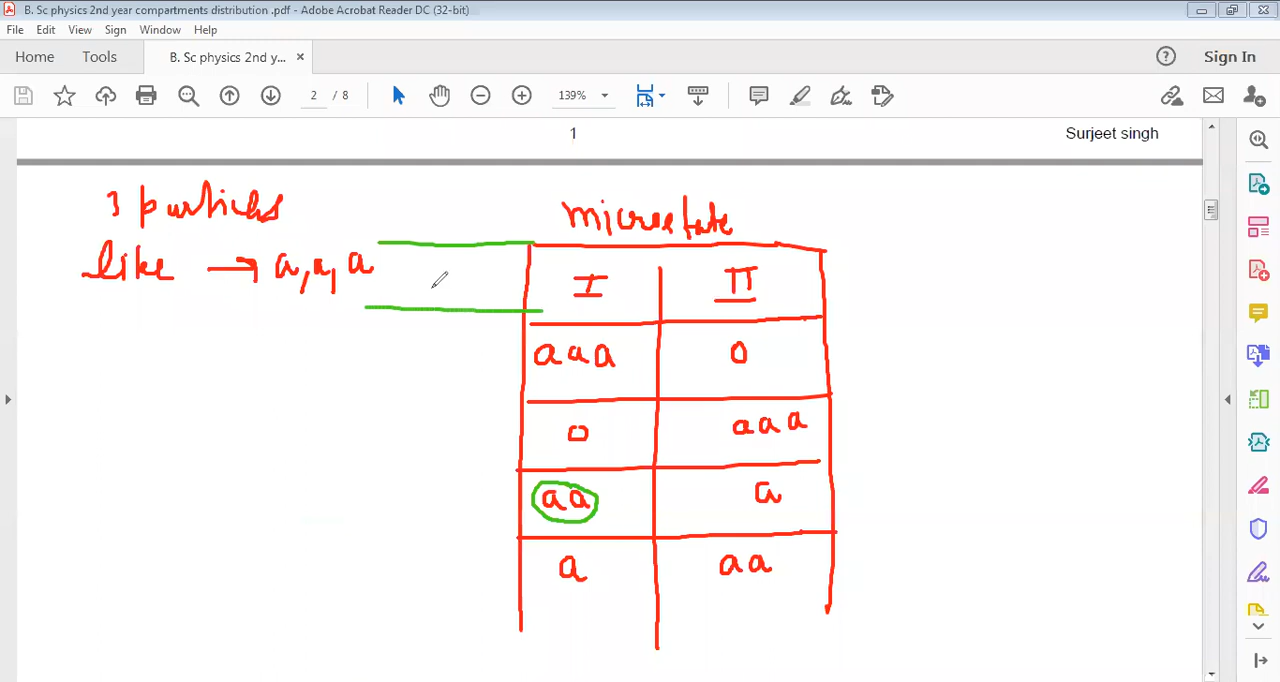 B. Sc physics 2nd year compartments distribution .pdf - Adobe Acrobat Reader DC (32-bit)
File Edit View Sign Window Help
Home Tools B. Sc physics 2nd y... × Sign In
2 / 8 139%
1 Surjeet singh
3 particles microstate
like → a, a, a
I II
aaa 0
0 aaa
aa a
a aa